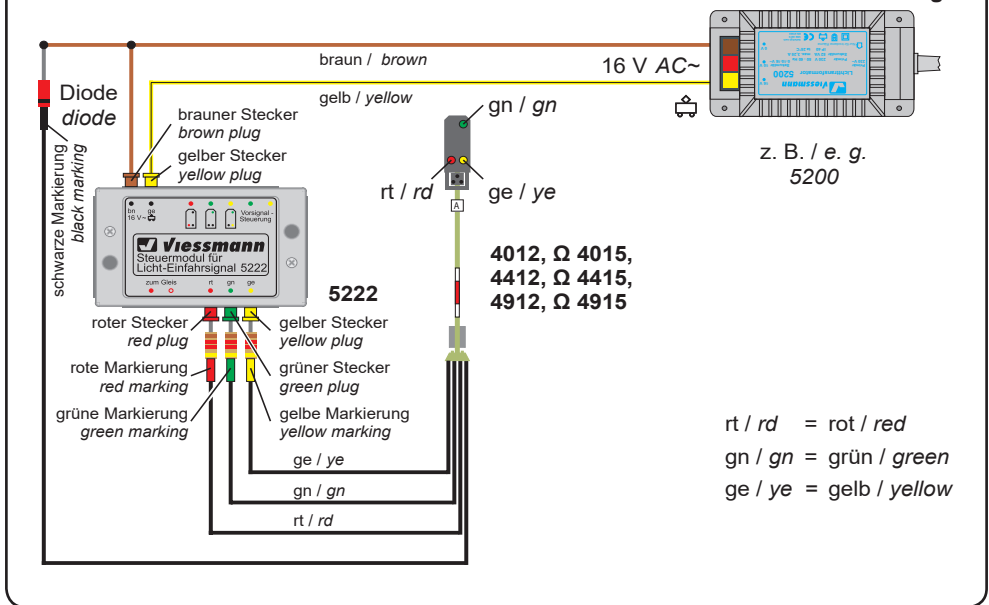 braun / brown
16 V AC~
gelb / yellow
Viessmann
Lichttransformator
5200
z. B. / e. g.
5200
Diode
diode
schwarze Markierung
black marking
brauner Stecker
brown plug
gelber Stecker
yellow plug
gn / gn
rt / rd
ge / ye
A
bn ge
16 V~
Vorsignal-
Steuerung
Viessmann
Steuermodul für
Licht-Einfahrsignal 5222
zum Gleis rt gn ge
5222
4012, Ω 4015,
4412, Ω 4415,
4912, Ω 4915
roter Stecker
red plug
gelber Stecker
yellow plug
rote Markierung
red marking
grüner Stecker
green plug
grüne Markierung
green marking
gelbe Markierung
yellow marking
ge / ye
gn / gn
rt / rd
rt / rd = rot / red
gn / gn = grün / green
ge / ye = gelb / yellow